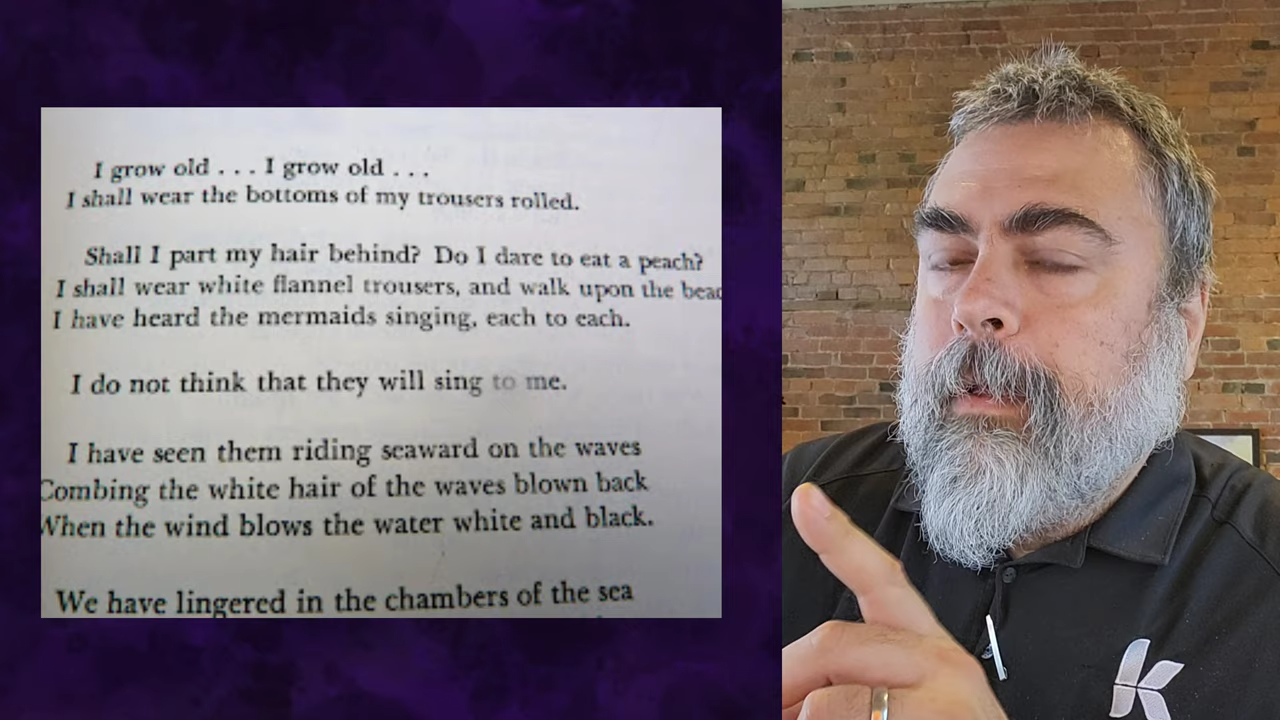 I grow old . . . I grow old . . .
I shall wear the bottoms of my trousers rolled.
Shall I part my hair behind? Do I dare to eat a peach?
I shall wear white flannel trousers, and walk upon the
I have heard the mermaids singing, each to each.
I do not think that they will sing to me.
I have seen them riding seaward on the waves
Combing the white hair of the waves blown back
When the wind blows the water white and black.
We have lingered in the chambers of the sea
K